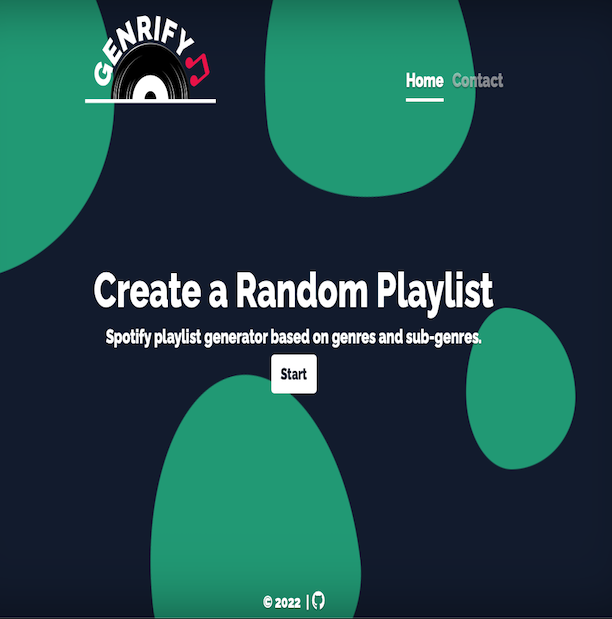 GENRIFY
Home Contact
Create a Random Playlist
Spotify playlist generator based on genres and sub-genres.
Start
© 2022 |